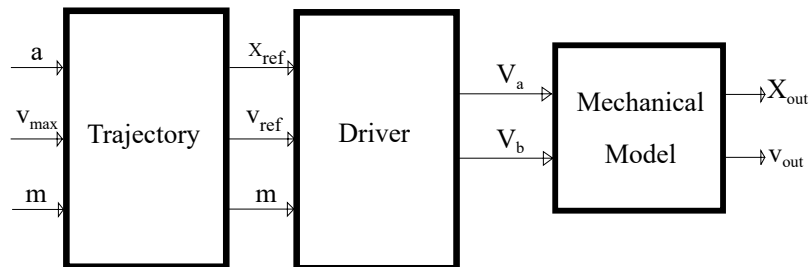 a
v_max
m
Trajectory
x_ref
v_ref
m
Driver
V_a
V_b
Mechanical
Model
X_out
v_out